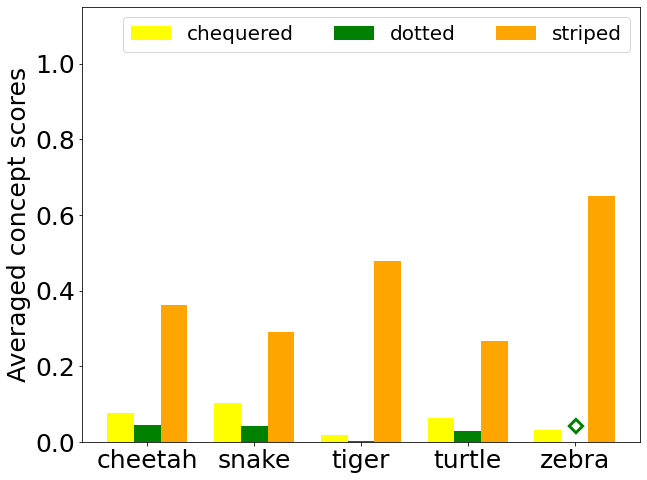 chequered dotted striped
Averaged concept scores
1.0
0.8
0.6
0.4
0.2
0.0
cheetah snake tiger turtle zebra